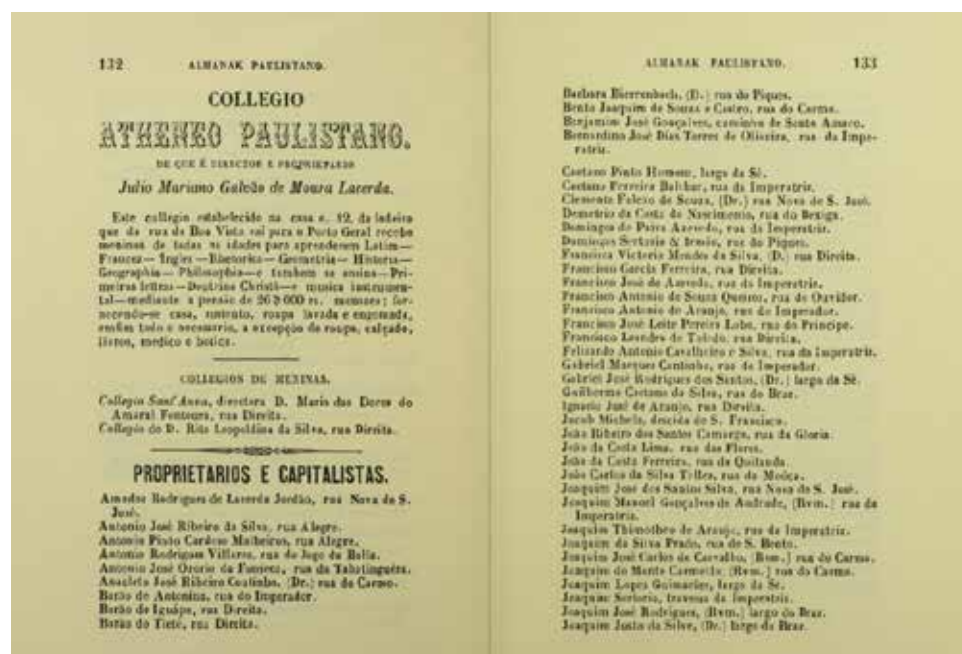 132 ALMANAK PAULISTANO.
COLLEGIO
ATHENEO PAULISTANO.
DE QUE É DIRECTOR E PROPRIETARIO
Julio Mariano Galvão de Moura Lacerda.
Este collegio estabelecido na casa n. 12, da ladeira
que da rua da Boa Vista vai para o Porto Geral recebe
meninos de todas as idades para aprenderem Latim—
Francez— Inglez —Rhetorica— Geometria— Historia—
Geographia— Philosophia—e tambem se ensina—Pri-
meiras lettras—Doutrina Christã—e musica instrumen-
tal—mediante a pensão de 26$000 rs. mensaes; for-
necendo-se casa, sustento, roupa lavada e engomada,
emfim todo o necessario, a excepção de roupa, calçado,
livros, medico e botica.
COLLEGIOS DE MENINAS.
Collegio Sant'Anna, directora D. Maria das Dores do
Amaral Fontoura, rua Direita.
Collegio de D. Rita Leopoldina da Silva, rua Direita.
PROPRIETARIOS E CAPITALISTAS.
Amador Rodrigues de Lacerda Jordão, rua Nova de S.
José.
Antonio José Ribeiro da Silva, rua Alegre.
Antonio Pinto Cardoso Malheiros, rua Alegre.
Antonio Rodrigues Villares, rua do Jogo da Balla.
Antonio José Ozorio da Fonseca, rua da Tabatinguera.
Anacleto José Ribeiro Coutinho, (Dr.) rua do Carmo.
Barão de Antonina, rua do Imperador.
Barão de Iguápe, rua Direita.
Barão do Tieté, rua Direita.
ALMANAK PAULISTANO. 133
Barbara Bierrenbach, (D.) rua do Piques.
Bento Joaquim de Souza e Castro, rua do Carmo.
Benjamim José Gonçalves, caminho de Santo Amaro.
Bernardino José Dias Torres de Oliveira, rua da Impe-
ratriz.
Caetano Pinto Homem, largo da Sé.
Caetano Ferreira Balthar, rua da Imperatriz.
Clemente Falcão de Souza, (Dr.) rua Nova de S. José.
Demetrio da Costa do Nascimento, rua do Bexiga.
Domingos de Paiva Azevedo, rua da Imperatriz.
Domingos Sertorio & Irmão, rua do Piques.
Francisca Victoria Mendes da Silva, (D.) rua Direita.
Francisco Garcia Ferreira, rua Direita.
Francisco José de Azevedo, rua da Imperatriz.
Francisco Antonio de Souza Queiroz, rua do Ouvidor.
Francisco Antonio de Araujo, rua do Imperador.
Francisco José Leite Pereira Lobo, rua do Principe.
Francisco Leandro de Toledo, rua Direita.
Felizardo Antonio Cavalheiro e Silva, rua da Imperatriz.
Gabriel Marques Cantinho, rua do Imperador.
Gabriel José Rodrigues dos Santos, (Dr.) largo da Sé.
Guilherme Caetano da Silva, rua do Braz.
Ignacio José de Araujo, rua Direita.
Jacob Michels, descida de S. Francisco.
João Ribeiro dos Santos Camargo, rua da Gloria.
João da Costa Lima, rua das Flores.
João da Costa Ferreira, rua da Quitanda.
João Carlos da Silva Telles, rua da Moóca.
Joaquim José dos Santos Silva, rua Nova de S. José.
Joaquim Manoel Gonçalves de Andrade, (Rvm.) rua da
Imperatriz.
Joaquim Thimotheo de Araujo, rua da Imperatriz.
Joaquim da Silva Prado, rua de S. Bento.
Joaquim José Carlos de Carvalho, (Rvm.) rua do Carmo.
Joaquim do Monte Carmello, (Rvm.) rua do Carmo.
Joaquim Lopes Guimarães, largo da Sé.
Joaquim Sertorio, travessa da Imperatriz.
Joaquim José Rodrigues, (Rvm.) largo do Braz.
Joaquim Justo da Silva, (Dr.) largo do Braz.